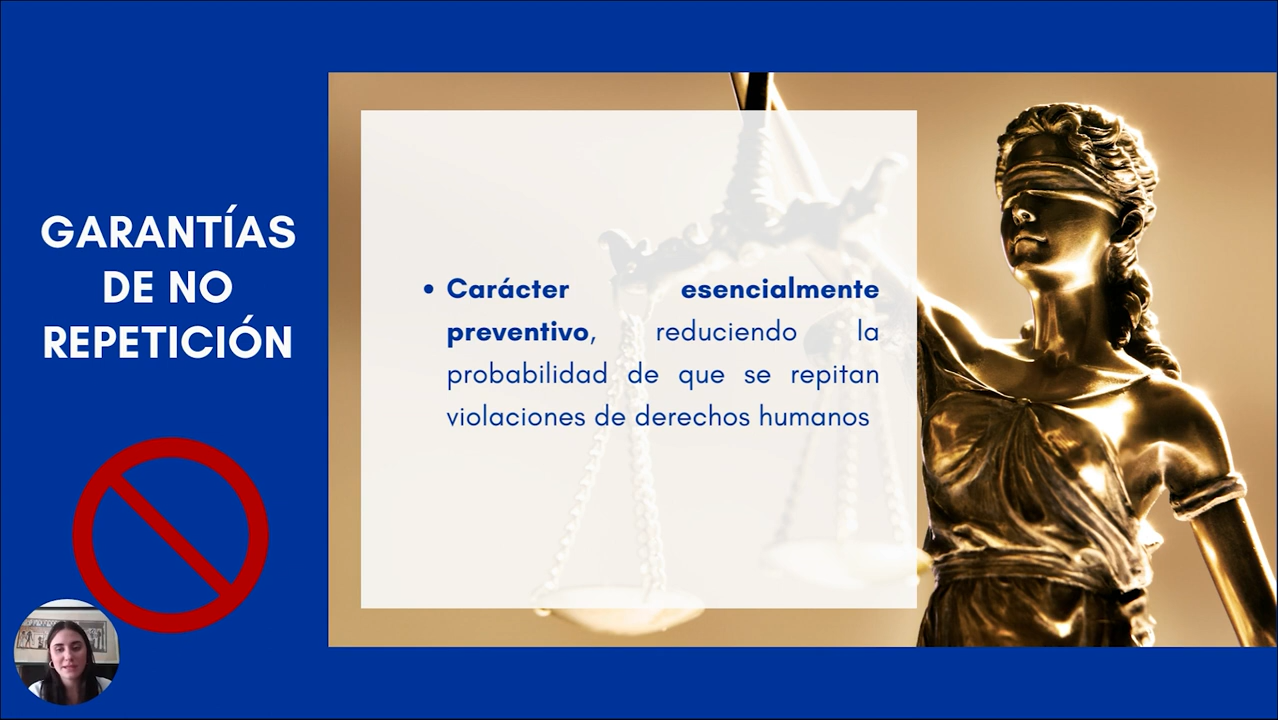 GARANTÍAS
DE NO
REPETICIÓN
• Carácter esencialmente
preventivo, reduciendo la
probabilidad de que se repitan
violaciones de derechos humanos